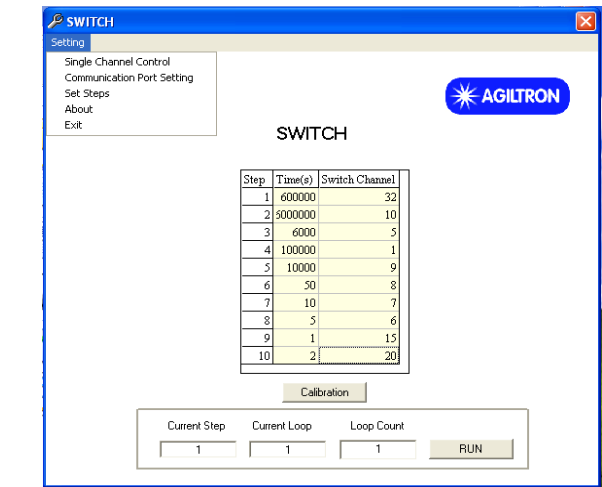 SWITCH
Setting
Single Channel Control
Communication Port Setting
Set Steps
About
Exit
AGILTRON
SWITCH
Step Time(s) Switch Channel
1 600000 32
2 6000000 10
3 6000 5
4 100000 1
5 10000 9
6 50 8
7 10 7
8 5 6
9 1 15
10 2 20
Calibration
Current Step Current Loop Loop Count
1 1 1 RUN